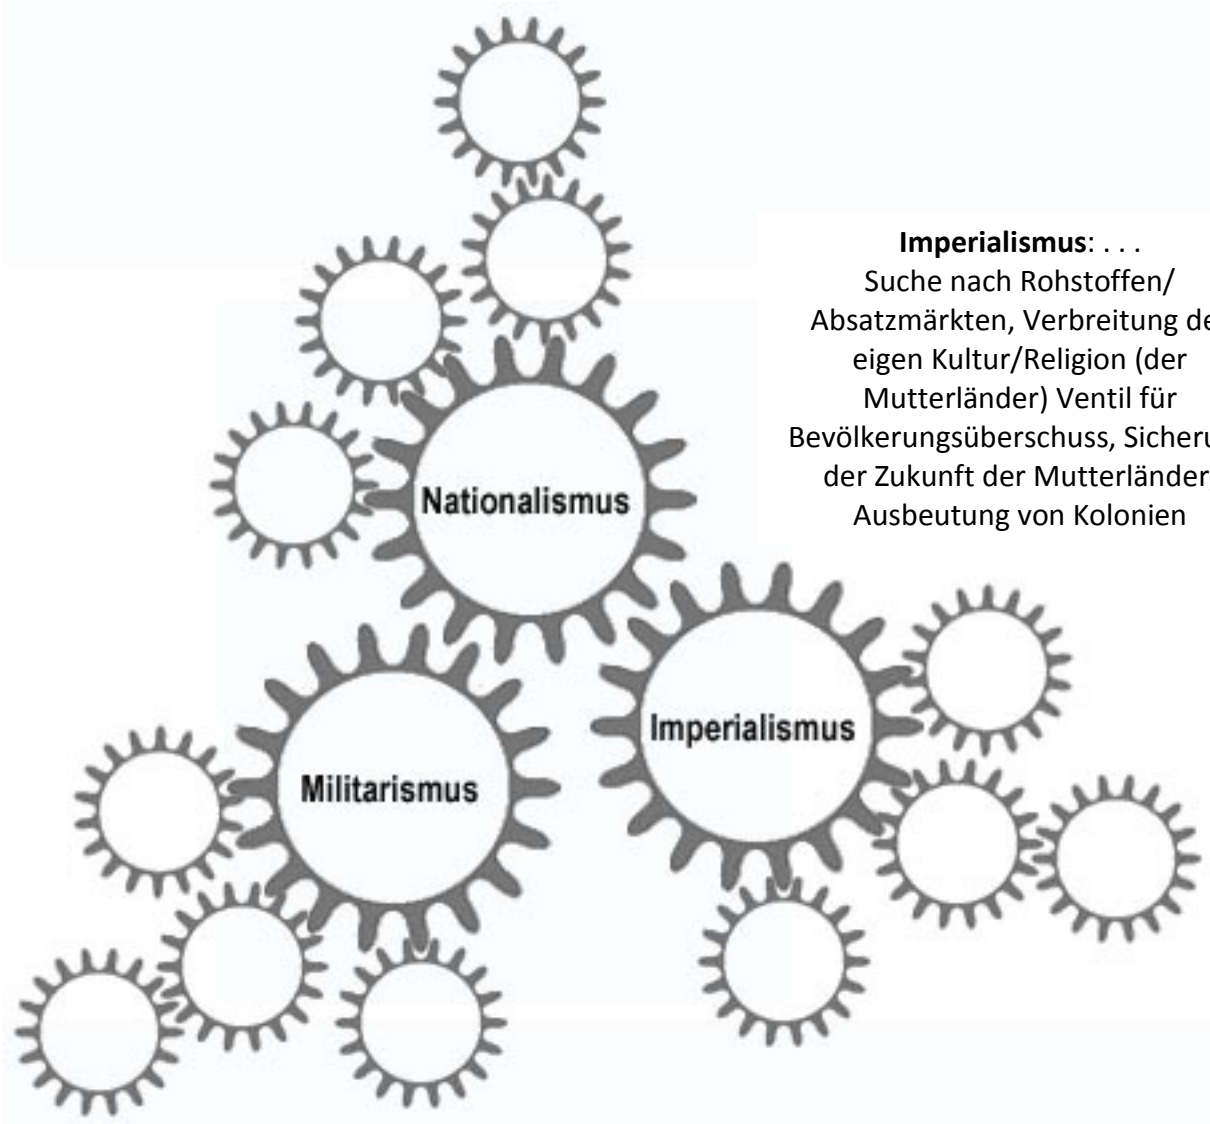 Imperialismus: . . .
Suche nach Rohstoffen/
Absatzmärkten, Verbreitung de
eigen Kultur/Religion (der
Mutterländer) Ventil für
Bevölkerungsüberschuss, Sicheru
der Zukunft der Mutterländer
Ausbeutung von Kolonien
Nationalismus
Imperialismus
Militarismus